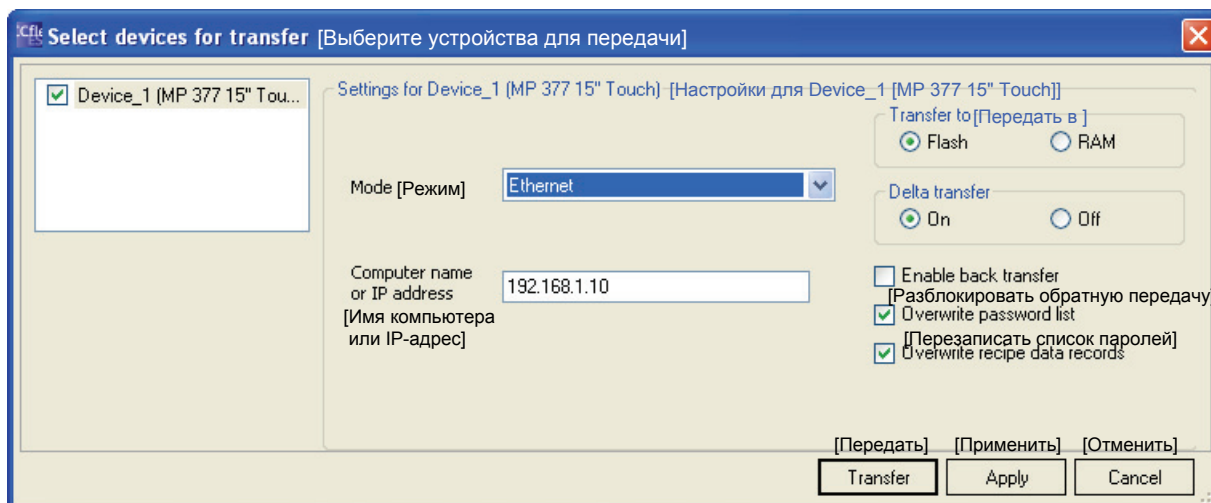 Select devices for transfer [Выберите устройства для передачи]
Device_1 (MP 377 15" Tou...
Settings for Device_1 (MP 377 15" Touch) [Настройки для Device_1 [MP 377 15" Touch]]
Transfer to [Передать в ]
Flash RAM
Mode [Режим] Ethernet
Delta transfer
On Off
Computer name
or IP address
192.168.1.10
[Имя компьютера
или IP-адрес]
Enable back transfer
[Разблокировать обратную передачу]
Overwrite password list
[Перезаписать список паролей]
Overwrite recipe data records
[Передать] [Применить] [Отменить]
Transfer Apply Cancel